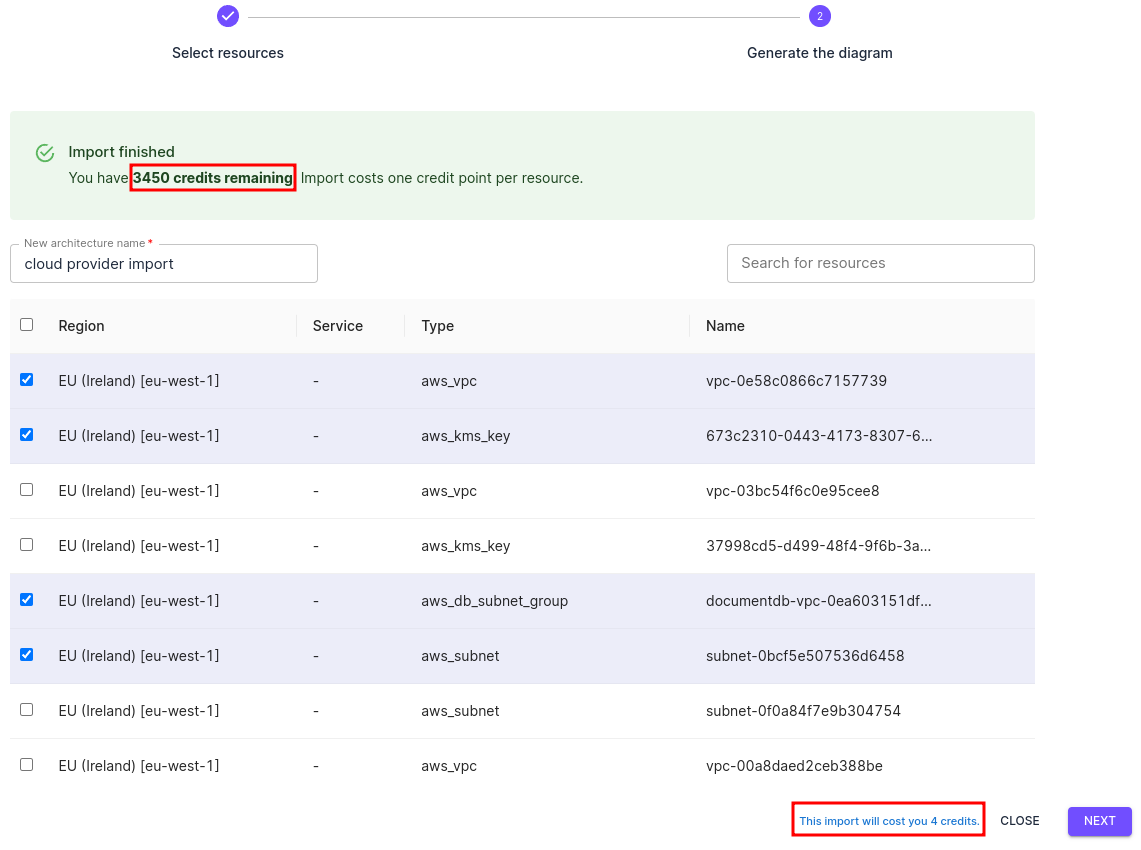 2
Select resources
Generate the diagram
Import finished
You have 3450 credits remaining. Import costs one credit point per resource.
New architecture name *
cloud provider import
Search for resources
Region Service Type Name
EU (Ireland) [eu-west-1] - aws_vpc vpc-0e58c0866c7157739
EU (Ireland) [eu-west-1] - aws_kms_key 673c2310-0443-4173-8307-6...
EU (Ireland) [eu-west-1] - aws_vpc vpc-03bc54f6c0e95cee8
EU (Ireland) [eu-west-1] - aws_kms_key 37998cd5-d499-48f4-9f6b-3a...
EU (Ireland) [eu-west-1] - aws_db_subnet_group documentdb-vpc-0ea603151df...
EU (Ireland) [eu-west-1] - aws_subnet subnet-0bcf5e507536d6458
EU (Ireland) [eu-west-1] - aws_subnet subnet-0f0a84f7e9b304754
EU (Ireland) [eu-west-1] - aws_vpc vpc-00a8daed2ceb388be
This import will cost you 4 credits. CLOSE NEXT